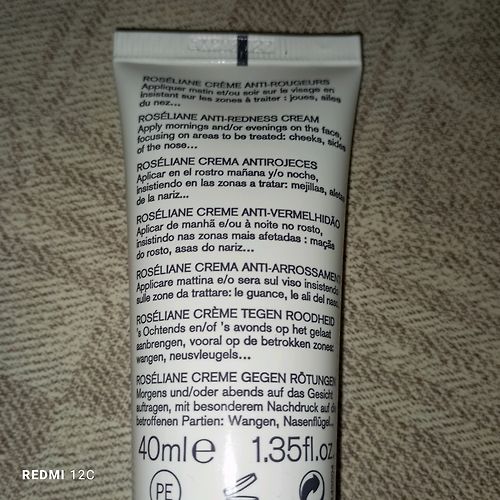 ROSÉLIANE CRÈME ANTI-ROUGEURS
Appliquer matin et/ou soir sur le visage en
insistant sur les zones à traiter : joues, ailes
du nez...
ROSÉLIANE ANTI-REDNESS CREAM
Apply mornings and/or evenings on the face,
focusing on areas to be treated: cheeks, sides
of the nose...
ROSÉLIANE CREMA ANTIROJECES
Aplicar en el rostro mañana y/o noche,
insistiendo en las zonas a tratar: mejillas, aletas
de la nariz...
ROSÉLIANE CREME ANTI-VERMELHIDÃO
Aplicar de manhã e/ou à noite no rosto,
insistindo nas zonas mais afetadas : maçãs
do rosto, asas do nariz...
ROSÉLIANE CREMA ANTI-ARROSSAMENT
Applicare mattina e/o sera sul viso insistendo
sulle zone da trattare: le guance, le ali del
ROSÉLIANE CRÈME TEGEN ROODHEID
's Ochtends en/of 's avonds op het gelaat
aanbrengen, vooral op de betrokken zones:
wangen, neusvleugels...
ROSÉLIANE CREME GEGEN RÖTUNGEN
Morgens und/oder abends auf das Gesicht
auftragen, mit besonderem Nachdruck auf die
betroffenen Partien: Wangen, Nasenflügel...
40ml e 1.35fl.oz.
PE
REDMI 12C